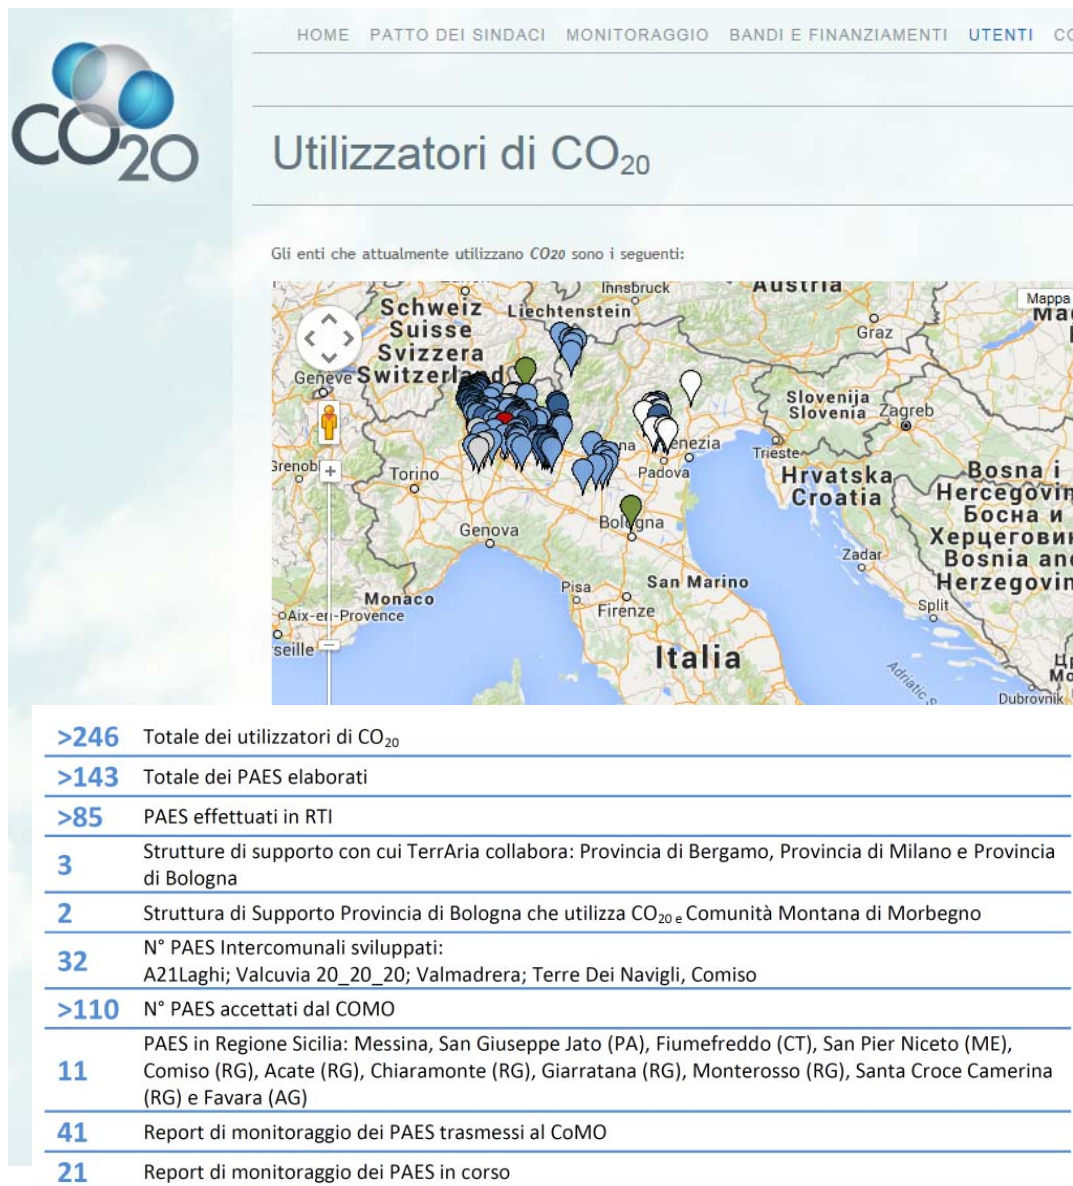 HOME PATTO DEI SINDACI MONITORAGGIO BANDI E FINANZIAMENTI UTENTI CO
CO20
Utilizzatori di CO20
Gli enti che attualmente utilizzano CO20 sono i seguenti:
Innsbruck
Austria
Mappa
Schweiz
Suisse
Svizzera
Switzerland
Liechtenstein
Graz
Genève
Slovenija
Slovenia
Zagreb
Grenobl
Torino
Padova
Venezia
Trieste
Hrvatska
Croatia
Bosna i
Hercegovin
Босна и
Херцеговин
Bosnia and
Herzegovin
Genova
Bologna
Zadar
Monaco
Aix-en-Provence
seille
Pisa
San Marino
Firenze
Split
Italia
Adriatic S
Dubrovnik
>246 Totale dei utilizzatori di CO20
>143 Totale dei PAES elaborati
>85 PAES effettuati in RTI
3 Strutture di supporto con cui TerrAria collabora: Provincia di Bergamo, Provincia di Milano e Provincia
di Bologna
2 Struttura di Supporto Provincia di Bologna che utilizza CO20 e Comunità Montana di Morbegno
32 N° PAES Intercomunali sviluppati:
A21Laghi; Valcuvia 20_20_20; Valmadrera; Terre Dei Navigli, Comiso
>110 N° PAES accettati dal COMO
11 PAES in Regione Sicilia: Messina, San Giuseppe Jato (PA), Fiumefreddo (CT), San Pier Niceto (ME),
Comiso (RG), Acate (RG), Chiaramonte (RG), Giarratana (RG), Monterosso (RG), Santa Croce Camerina
(RG) e Favara (AG)
41 Report di monitoraggio dei PAES trasmessi al CoMO
21 Report di monitoraggio dei PAES in corso